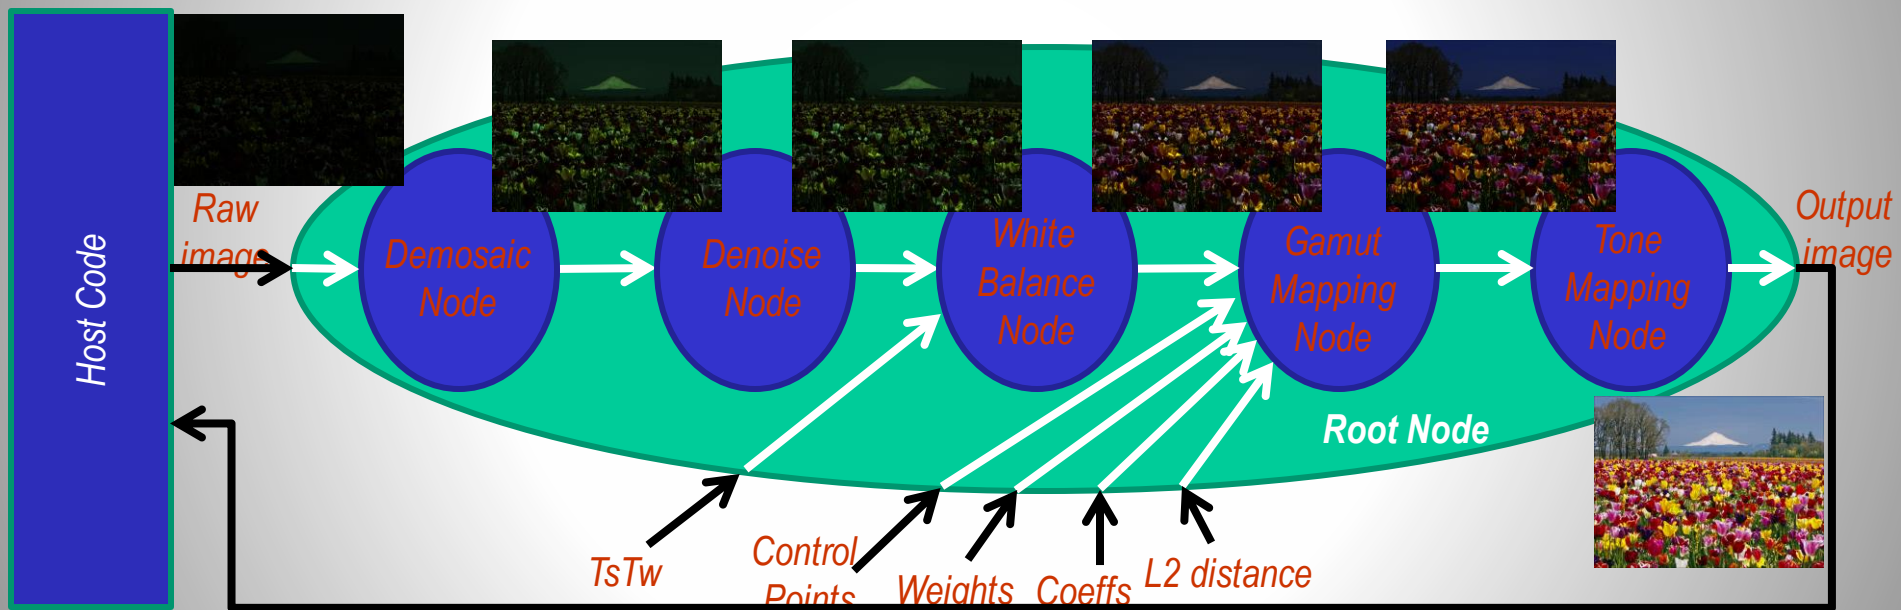 Host Code
Raw
image
Demosaic
Node
Denoise
Node
White
Balance
Node
Gamut
Mapping
Node
Tone
Mapping
Node
Output
image
Root Node
TsTw
Control
Points
Weights
Coeffs
L2 distance